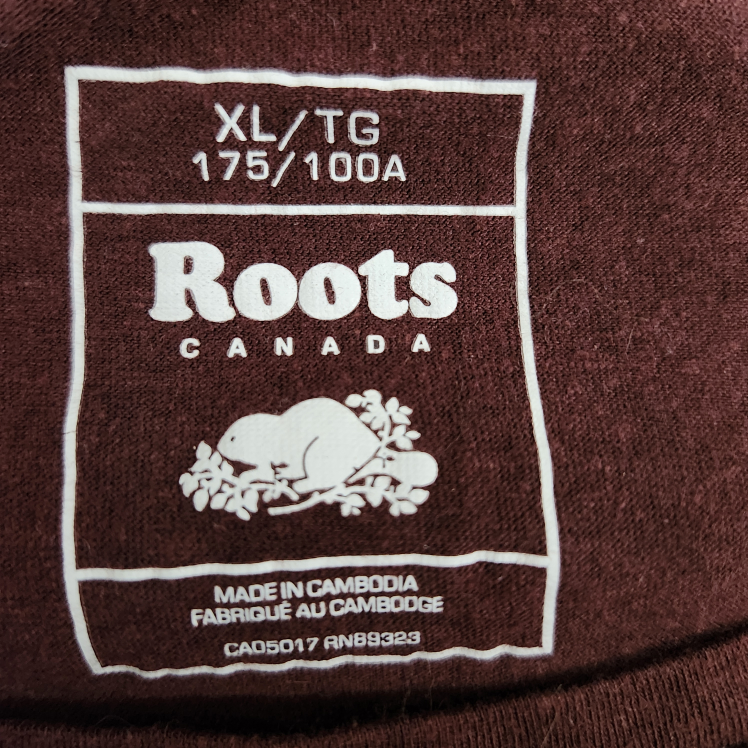 XL/TG
175/100A
Roots
CANADA
MADE IN CAMBODIA
FABRIQUÉ AU CAMBODGE
CA05017 RN89323